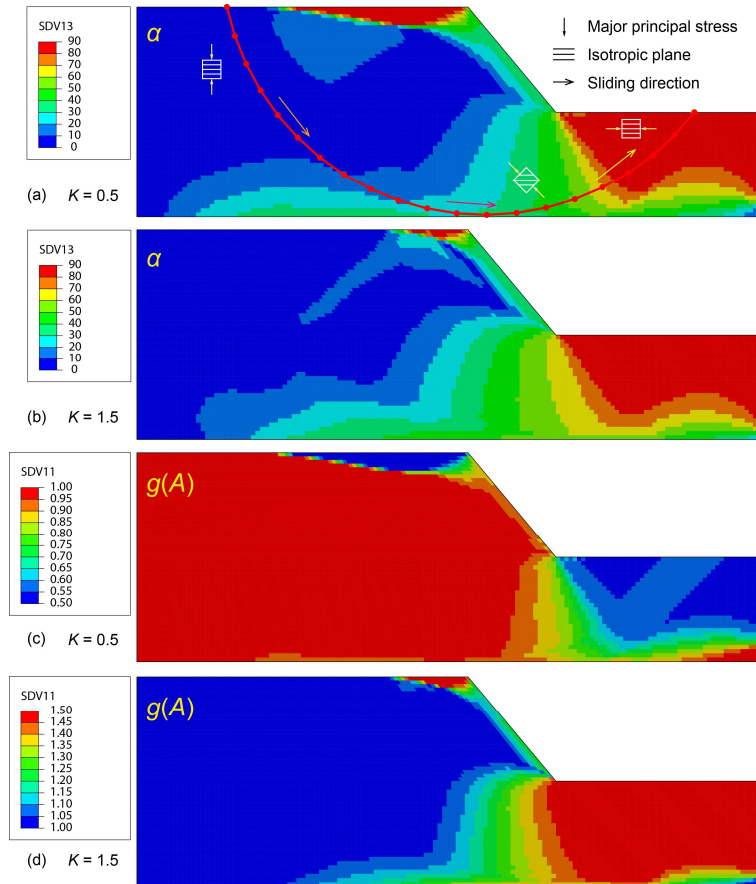 SDV13
90
80
70
60
50
40
30
20
10
0
α
Major principal stress
Isotropic plane
Sliding direction
(a) K = 0.5
SDV13
90
80
70
60
50
40
30
20
10
0
α
(b) K = 1.5
SDV11
1.00
0.95
0.90
0.85
0.80
0.75
0.70
0.65
0.60
0.55
0.50
g(A)
(c) K = 0.5
SDV11
1.50
1.45
1.40
1.35
1.30
1.25
1.20
1.15
1.10
1.05
1.00
g(A)
(d) K = 1.5